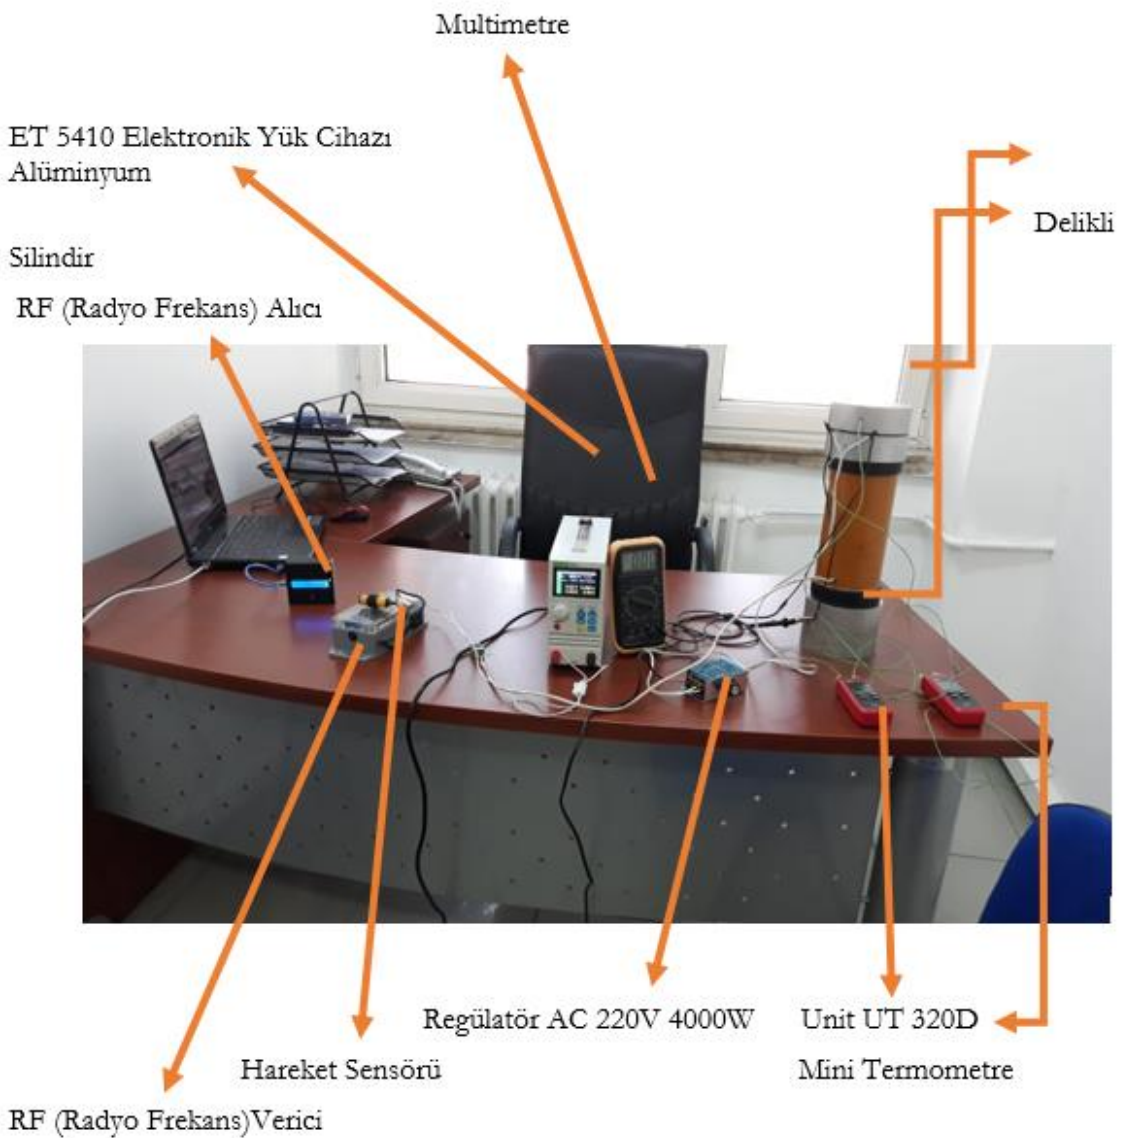 Multimetre
ET 5410 Elektronik Yük Cihazı
Alüminyum
Delikli
Silindir
RF (Radyo Frekans) Alıcı
Regülatör AC 220V 4000W
Unit UT 320D
Hareket Sensörü
Mini Termometre
RF (Radyo Frekans)Verici